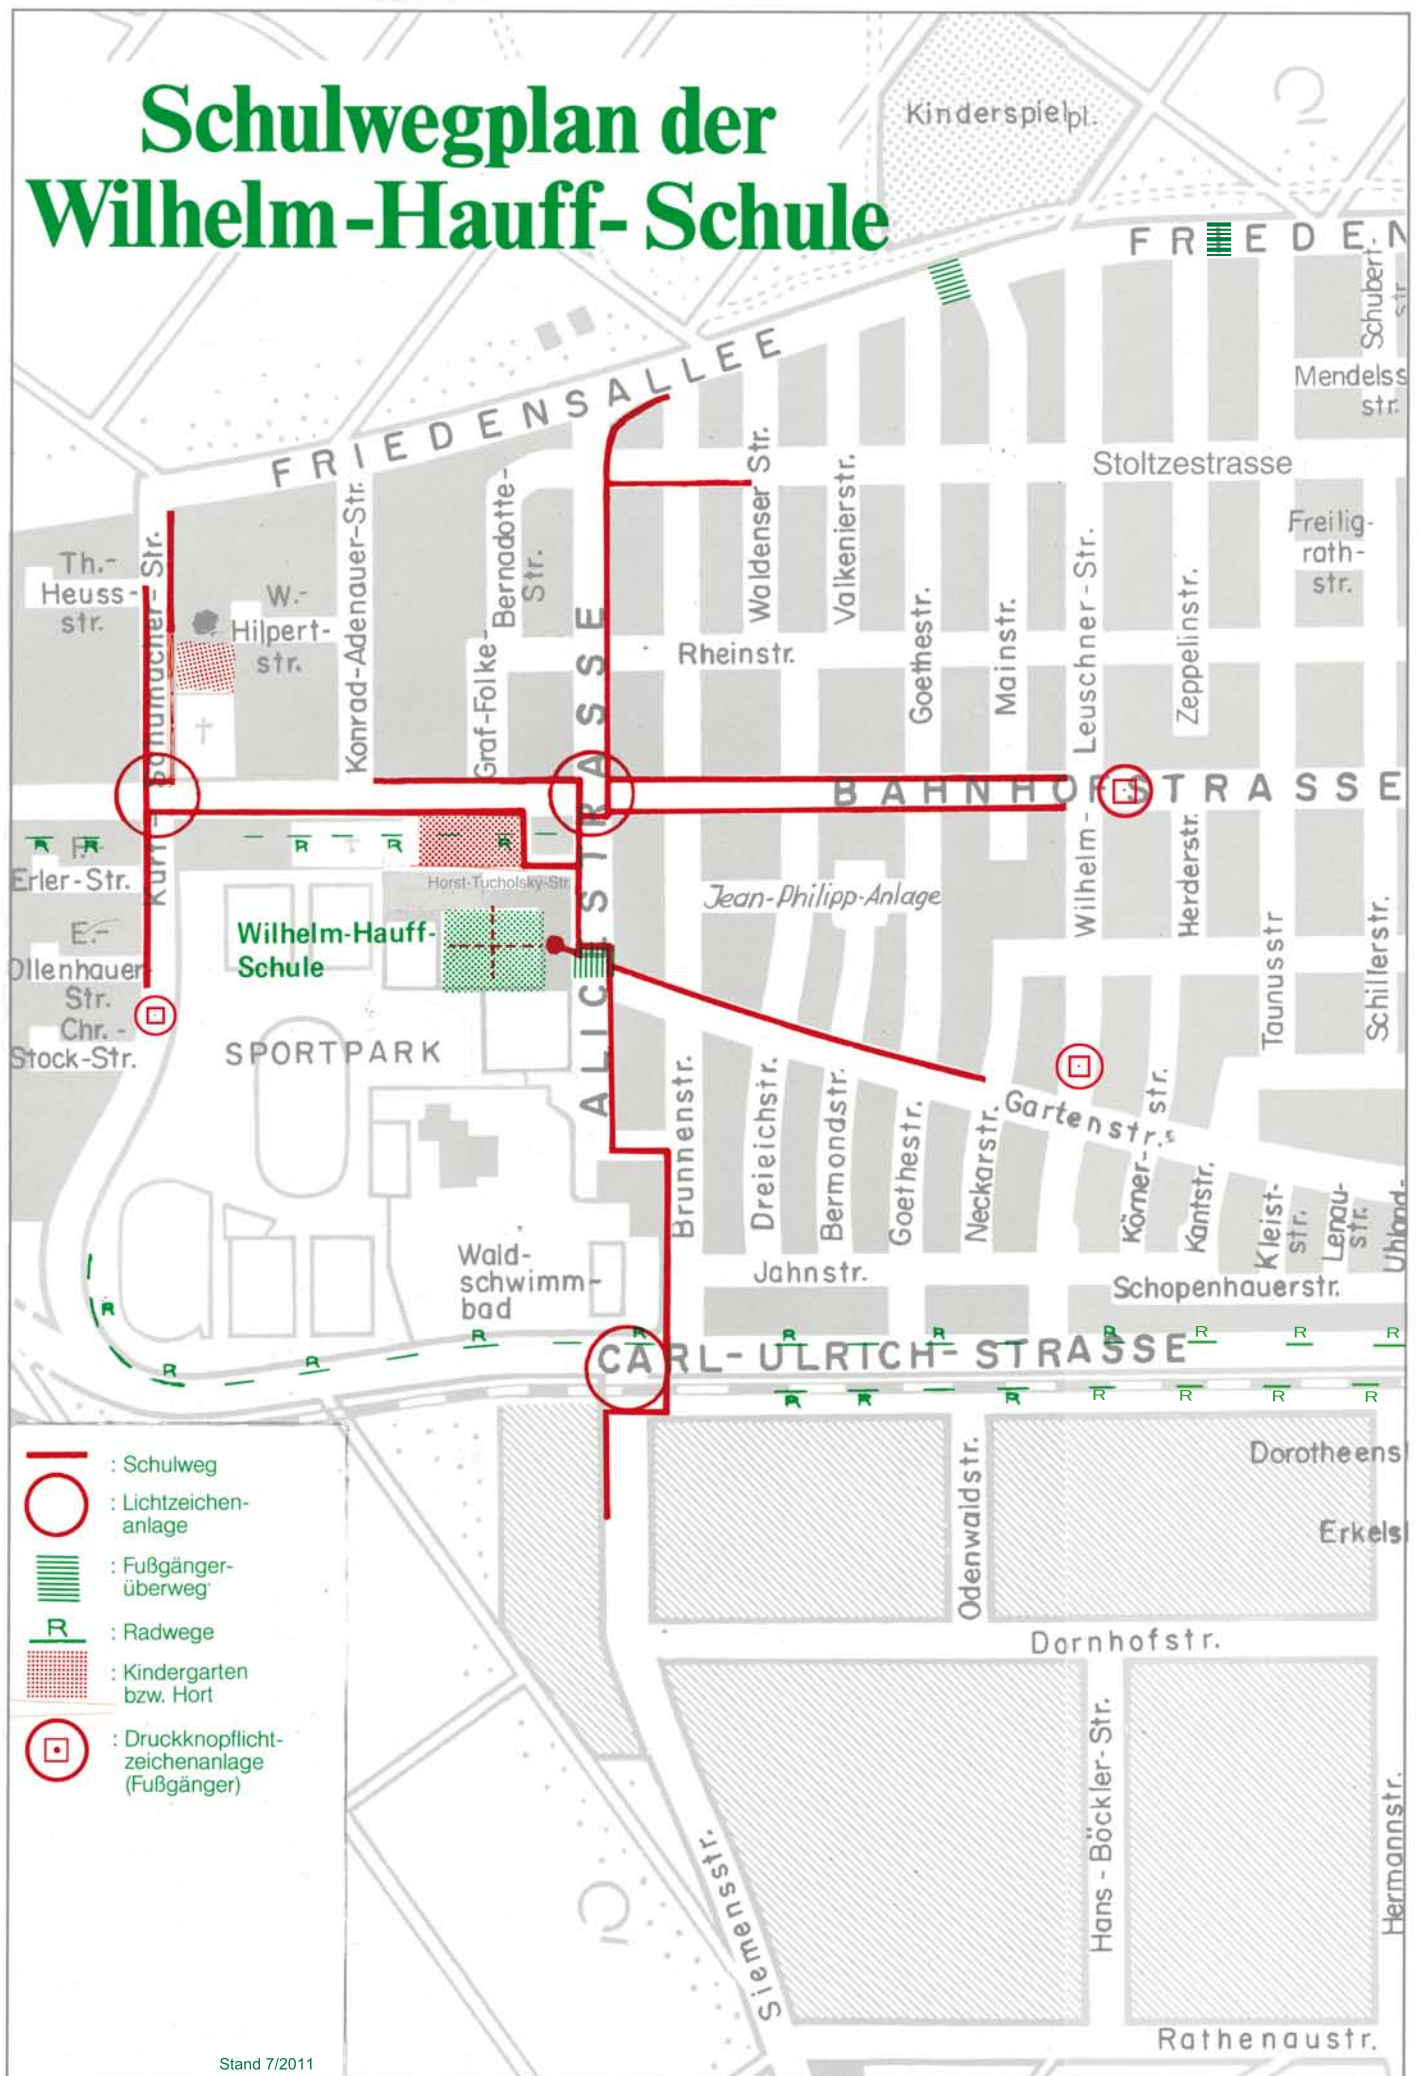 Schulwegplan der
Wilhelm-Hauff-Schule
Kinderspielpl.
FRIEDEN
Schubert-
str.
Mendelss
str.
FRIEDENSALLEE
Stoltzestrasse
Freilig-
rath-
str.
Th.-
Heuss-
str.
Kurt-Schumacher-Str.
W.-
Hilpert-
str.
Konrad-Adenauer-Str.
Graf-Folke-
Bernadotte-
Str.
ALICESTRASSE
Waldenser Str.
Valkenierstr.
Goethestr.
Mainstr.
Wilhelm-Leuschner-Str.
Zeppelinstr.
Rheinstr.
BAHNHOFSTRASSE
R
R
R
R
R
F.-
Erler-Str.
Horst-Tucholsky-Str.
Jean-Philipp-Anlage
Herderstr.
Taunusstr
Schillerstr.
E.-
Ollenhauer
Str.
Chr.-
Stock-Str.
Wilhelm-Hauff-
Schule
SPORTPARK
Brunnenstr.
Dreieichstr.
Bermondstr.
Goethestr.
Neckarstr.
Gartenstr.
Körner-
str.
Kantstr.
Kleist-
str.
Lenau-
str.
Uhland-
Wald-
schwimm-
bad
Jahnstr.
Schopenhauerstr.
R
R
R
R
R
R
R
R
R
R
R
CARL-ULRICH-STRASSE
R
R
R
R
R
R
R
: Schulweg
: Lichtzeichen-
anlage
: Fußgänger-
überweg
R
: Radwege
: Kindergarten
bzw. Hort
: Druckknopflicht-
zeichenanlage
(Fußgänger)
Odenwaldstr.
Dorotheens
Erkels
Dornhofstr.
Siemensstr.
Hans-Böckler-Str.
Hermannstr.
Rathenaustr.
Stand 7/2011